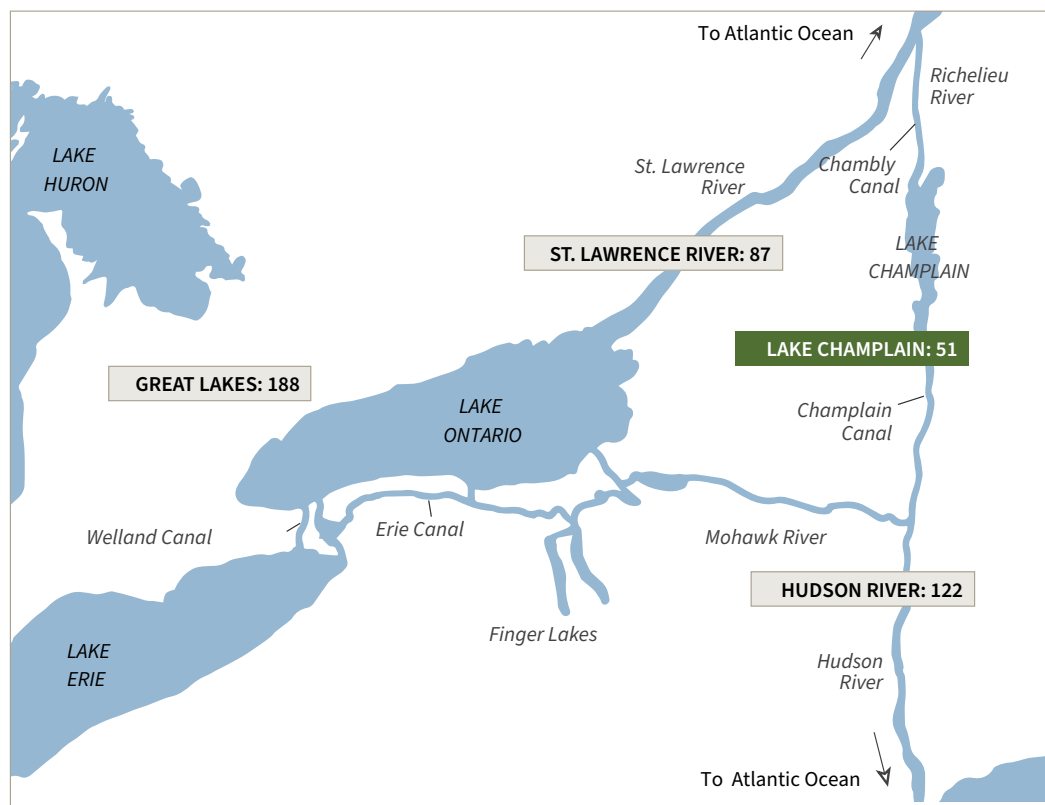 To Atlantic Ocean
Richelieu
River
LAKE
HURON
St. Lawrence
River
Chambly
Canal
ST. LAWRENCE RIVER: 87
LAKE
CHAMPLAIN
LAKE CHAMPLAIN: 51
GREAT LAKES: 188
LAKE
ONTARIO
Champlain
Canal
Welland Canal
Erie Canal
Mohawk River
HUDSON RIVER: 122
Finger Lakes
LAKE
ERIE
Hudson
River
To Atlantic Ocean